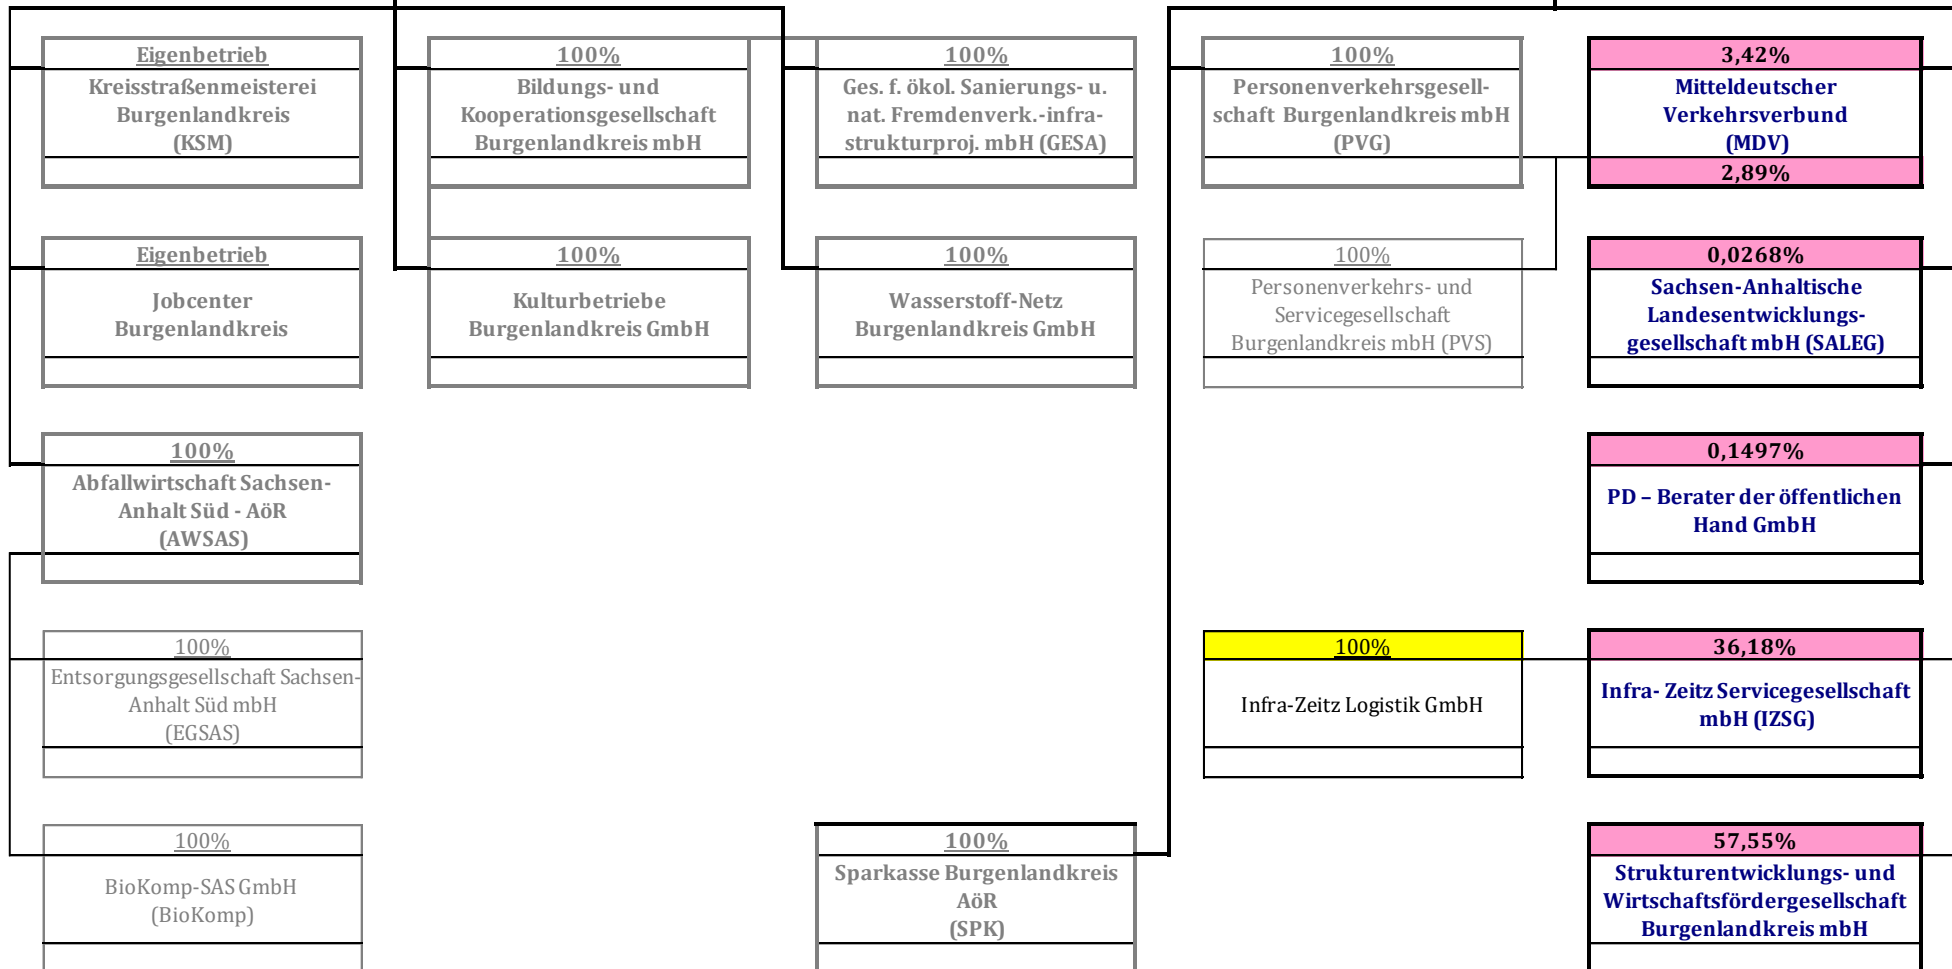 Eigenbetrieb
Kreisstraßenmeisterei
Burgenlandkreis
(KSM)
100%
Bildungs- und
Kooperationsgesellschaft
Burgenlandkreis mbH
100%
Ges. f. ökol. Sanierungs- u.
nat. Fremdenverk.-infra-
strukturproj. mbH (GESA)
100%
Personenverkehrsgesell-
schaft Burgenlandkreis mbH
(PVG)
3,42%
Mitteldeutscher
Verkehrsverbund
(MDV)
2,89%
Eigenbetrieb
Jobcenter
Burgenlandkreis
100%
Kulturbetriebe
Burgenlandkreis GmbH
100%
Wasserstoff-Netz
Burgenlandkreis GmbH
100%
Personenverkehrs- und
Servicegesellschaft
Burgenlandkreis mbH (PVS)
0,0268%
Sachsen-Anhaltische
Landesentwicklungs-
gesellschaft mbH (SALEG)
100%
Abfallwirtschaft Sachsen-
Anhalt Süd - AöR
(AWSAS)
0,1497%
PD – Berater der öffentlichen
Hand GmbH
100%
Entsorgungsgesellschaft Sachsen-
Anhalt Süd mbH
(EGSAS)
100%
Infra-Zeitz Logistik GmbH
36,18%
Infra- Zeitz Servicegesellschaft
mbH (IZSG)
100%
BioKomp-SAS GmbH
(BioKomp)
100%
Sparkasse Burgenlandkreis
AöR
(SPK)
57,55%
Strukturentwicklungs- und
Wirtschaftsfördergesellschaft
Burgenlandkreis mbH